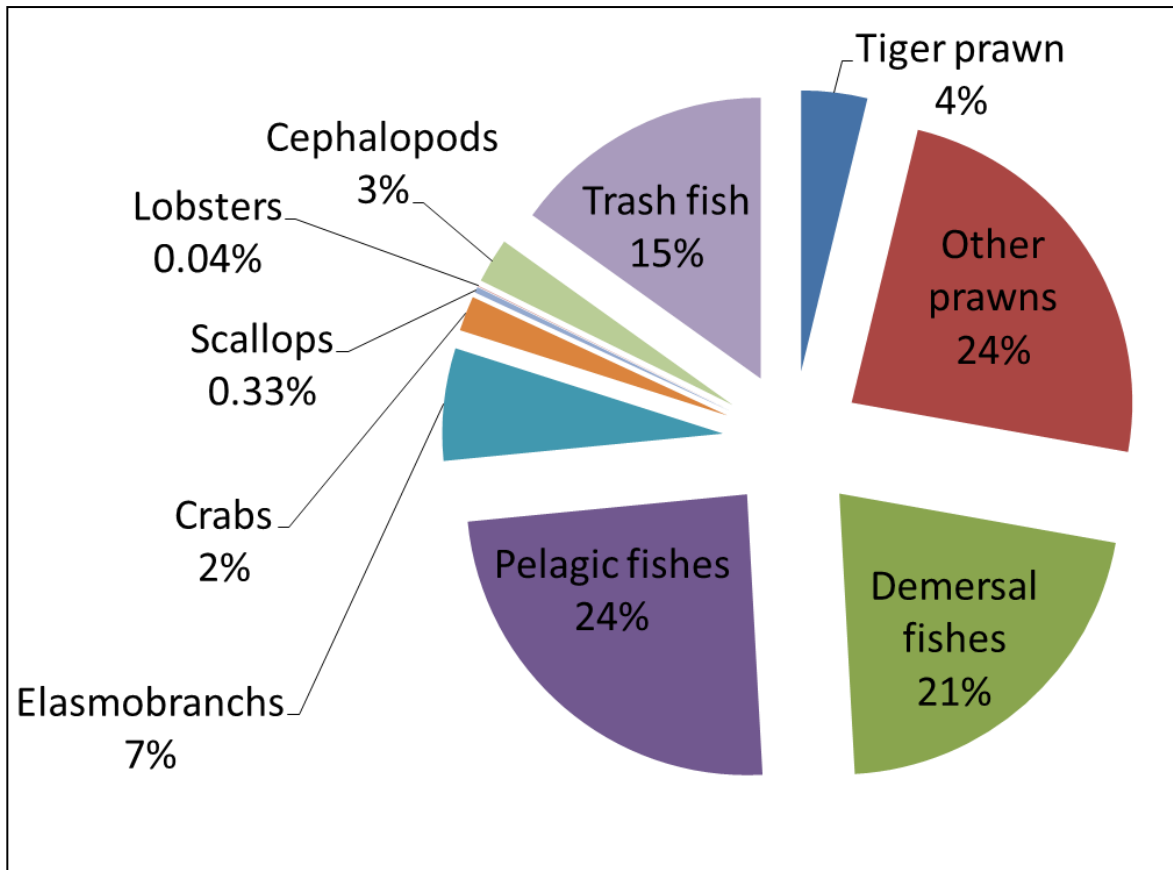 Tiger prawn
4%
Other
prawns
24%
Demersal
fishes
21%
Pelagic fishes
24%
Elasmobranchs
7%
Crabs
2%
Scallops
0.33%
Lobsters
0.04%
Cephalopods
3%
Trash fish
15%